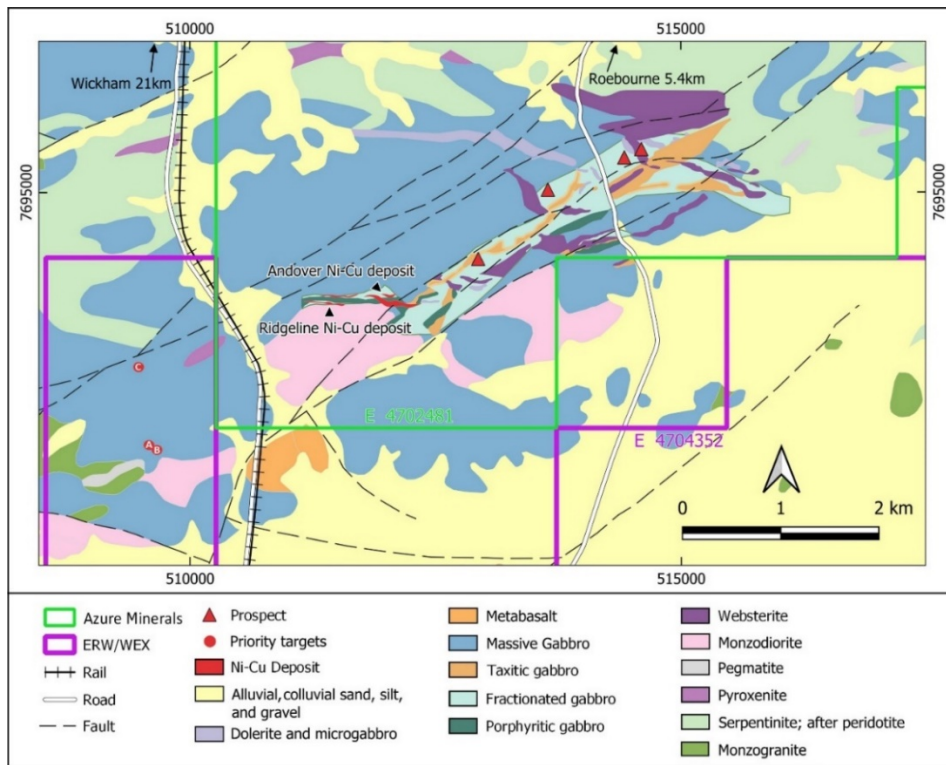 510000
515000
Wickham 21km
Roebourne 5.4km
7695000
7695000
Andover Ni-Cu deposit
Ridgeline Ni-Cu deposit
C
E 4702481
E 4704352
A
B
0 1 2 km
510000
515000
Azure Minerals
ERW/WEX
Rail
Road
Fault
Prospect
Priority targets
Ni-Cu Deposit
Alluvial, colluvial sand, silt,
and gravel
Dolerite and microgabbro
Metabasalt
Massive Gabbro
Taxitic gabbro
Fractionated gabbro
Porphyritic gabbro
Websterite
Monzodiorite
Pegmatite
Pyroxenite
Serpentinite; after peridotite
Monzogranite